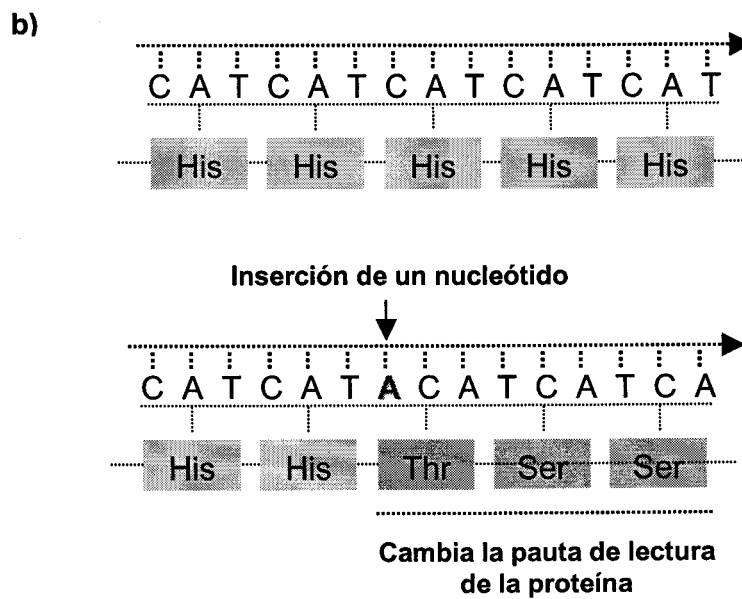 b)
C A T C A T C A T C A T C A T
His His His His His
Inserción de un nucleótido
C A T C A T A C A T C A T C A
His His Thr Ser Ser
Cambia la pauta de lectura
de la proteína